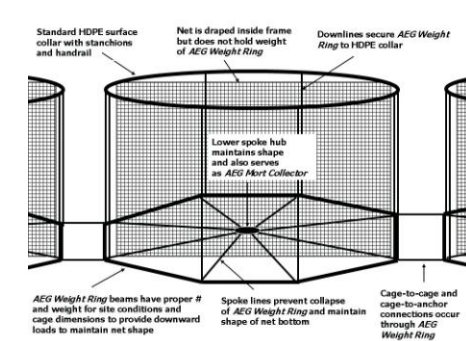 Standard HDPE surface
collar with stanchions
and handrail
Net is draped inside frame
but does not hold weight
of AEG Weight Ring
Downlines secure AEG Weight
Ring to HDPE collar
Lower spoke hub
maintains shape
and also serves
as AEG Mort Collector
AEG Weight Ring beams have proper #
and weight for site conditions and
cage dimensions to provide downward
loads to maintain net shape
Spoke lines prevent collapse
of AEG Weight Ring and maintain
shape of net bottom
Cage-to-cage and
cage-to-anchor
connections occur
through AEG
Weight Ring